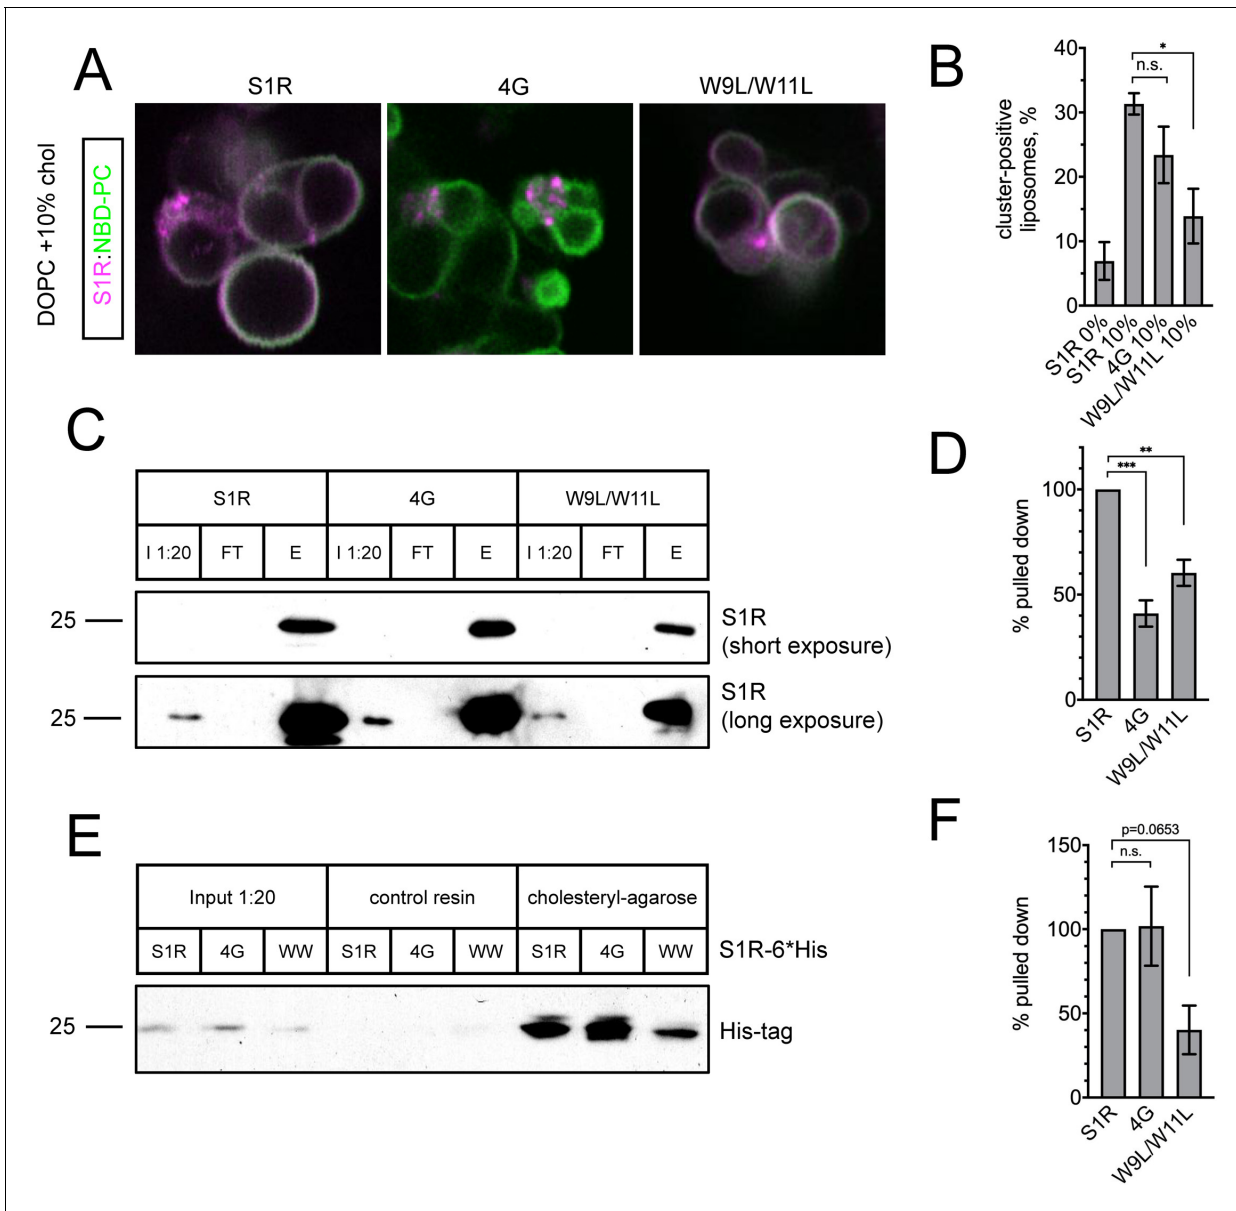 A
S1R
4G
W9L/W11L
DOPC +10% chol
S1R:NBD-PC
B
cluster-positive
liposomes, %
40
30
20
10
0
*
n.s.
S1R 0%
S1R 10%
4G 10%
W9L/W11L 10%
C
S1R
4G
W9L/W11L
I 1:20
FT
E
I 1:20
FT
E
I 1:20
FT
E
25
S1R
(short exposure)
25
S1R
(long exposure)
D
% pulled down
100
50
0
**
***
S1R
4G
W9L/W11L
E
Input 1:20
control resin
cholesteryl-agarose
S1R
4G
WW
S1R
4G
WW
S1R
4G
WW
S1R-6*His
25
His-tag
F
% pulled down
150
100
50
0
p=0.0653
n.s.
S1R
4G
W9L/W11L